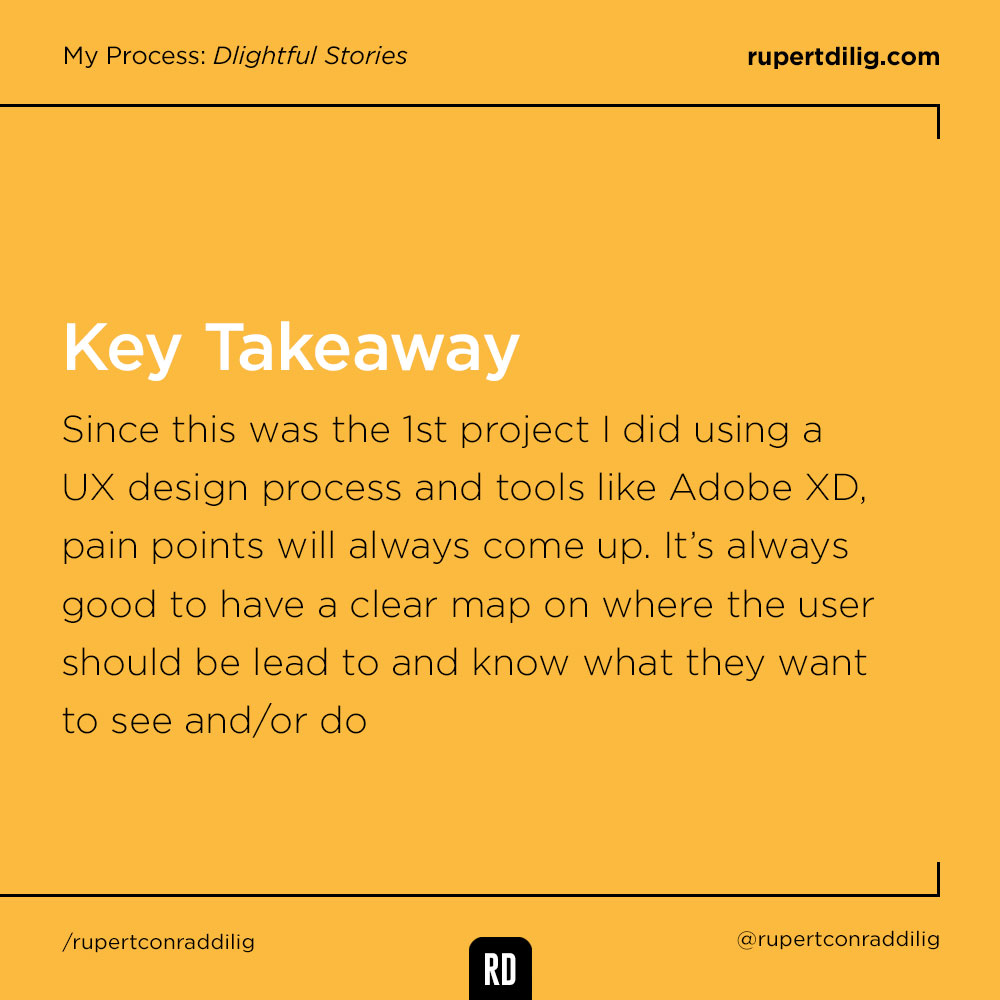 My Process: Dlightful Stories
rupertdilig.com
Key Takeaway
Since this was the 1st project I did using a
UX design process and tools like Adobe XD,
pain points will always come up. It’s always
good to have a clear map on where the user
should be lead to and know what they want
to see and/or do
/rupertconraddilig
RD
@rupertconraddilig